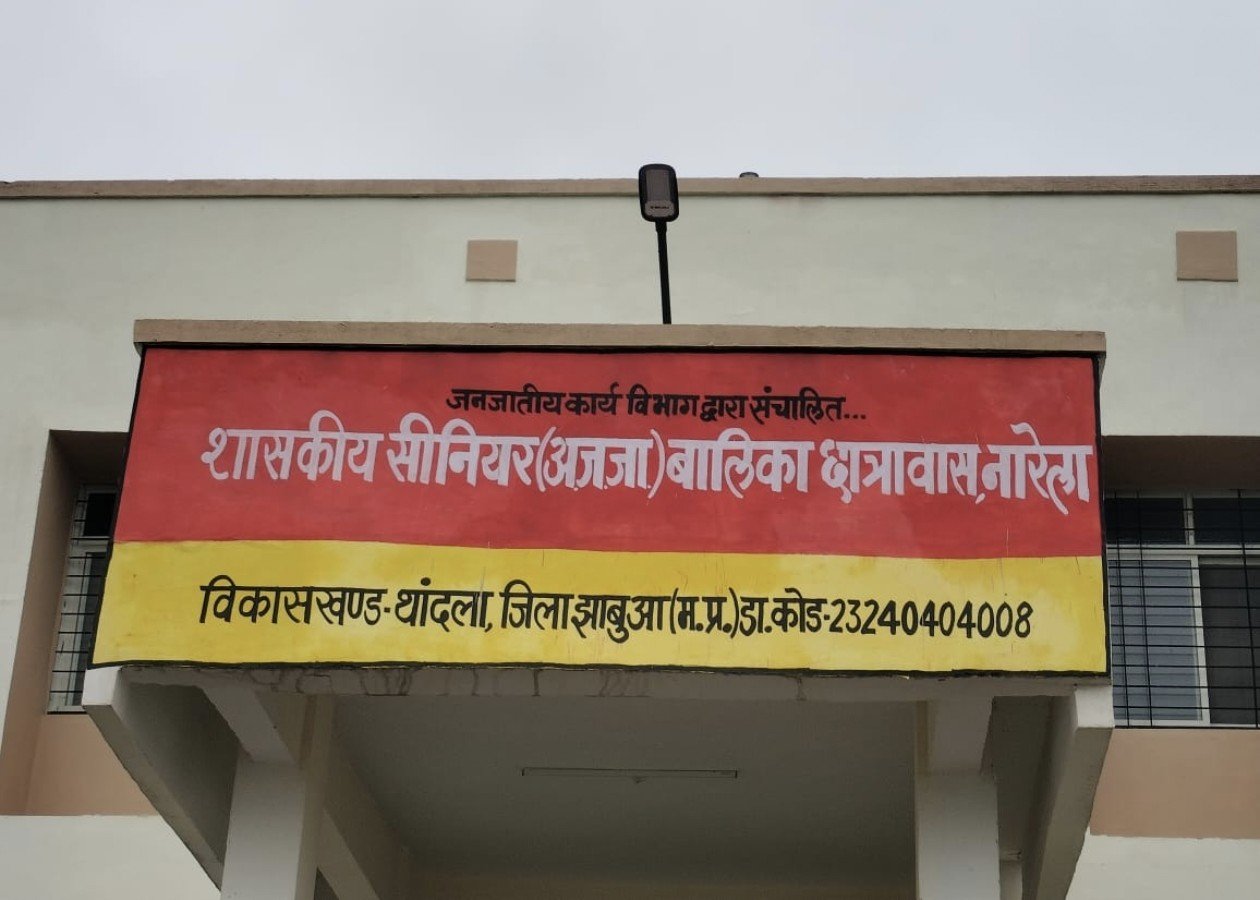 जनजातीय कार्य विभाग द्वारा संचालित...
शासकीय सीनियर (अ.ज.जा.) बालिका छात्रावास, नारेला
विकासखण्ड-थांदला, जिला झाबुआ (म.प्र.) डा.कोड-23240404008